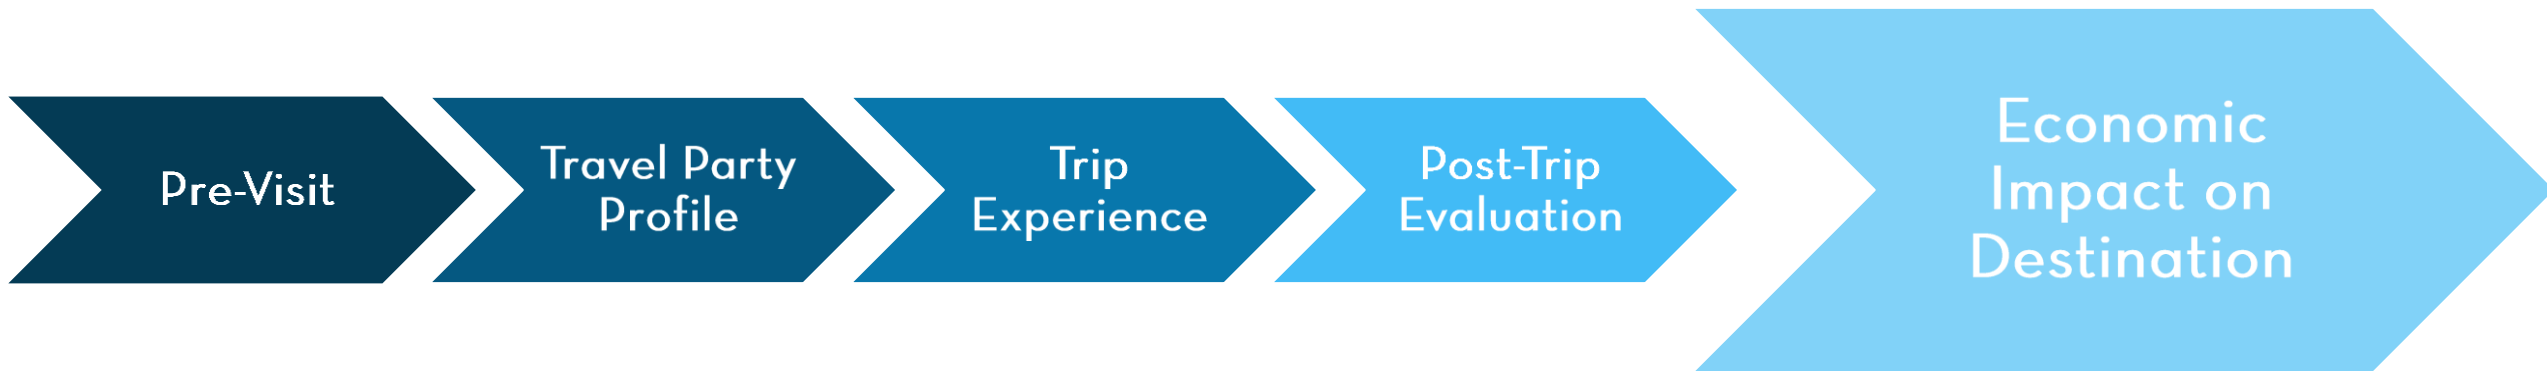 Pre-Visit
Travel Party
Profile
Trip
Experience
Post-Trip
Evaluation
Economic
Impact on
Destination